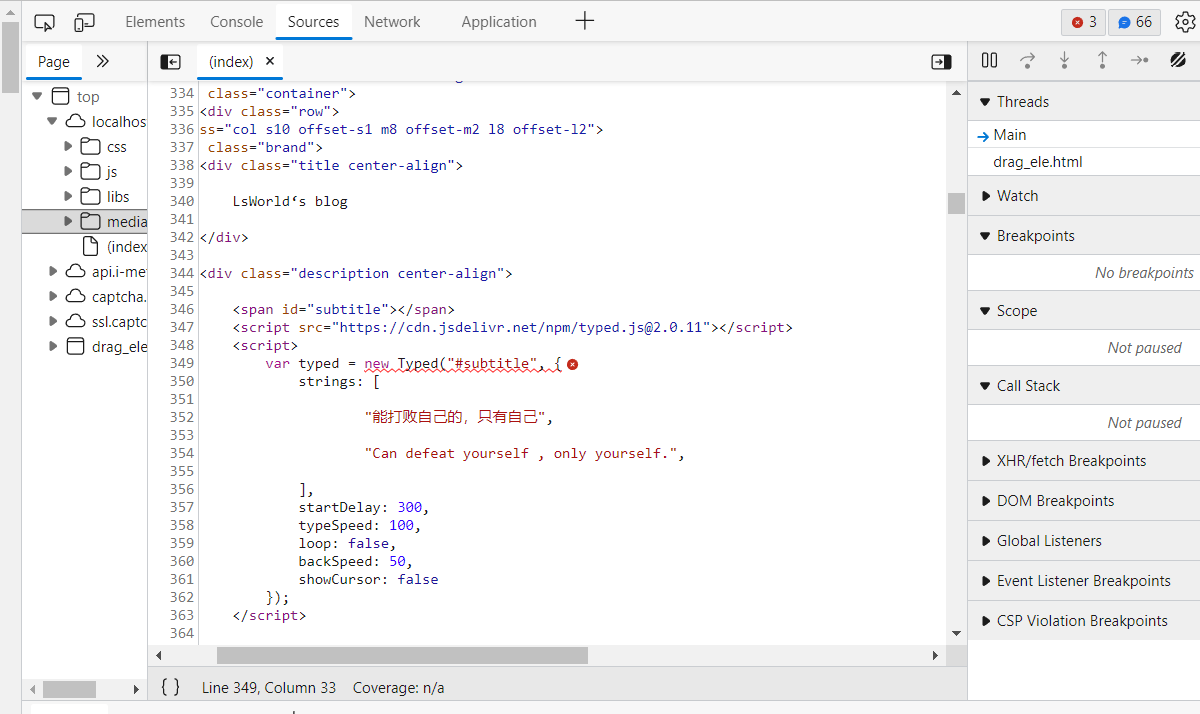 Elements Console Sources Network Application 3 66
Page (index)
top
localhos
css
js
libs
media
(index
api.i-me
captcha.
ssl.captc
drag_ele
334 class="container">
335 <div class="row">
336 ss="col s10 offset-s1 m8 offset-m2 l8 offset-l2">
337 class="brand">
338 <div class="title center-align">
339
340 LsWorld‘s blog
341
342 </div>
343
344 <div class="description center-align">
345
346 <span id="subtitle"></span>
347 <script src="https://cdn.jsdelivr.net/npm/typed.js@2.0.11"></script>
348 <script>
349 var typed = new Typed("#subtitle", {
350 strings: [
351
352 "能打败自己的，只有自己",
353
354 "Can defeat yourself , only yourself.",
355
356 ],
357 startDelay: 300,
358 typeSpeed: 100,
359 loop: false,
360 backSpeed: 50,
361 showCursor: false
362 });
363 </script>
364
{ } Line 349, Column 33 Coverage: n/a
Threads
Main
drag_ele.html
Watch
Breakpoints
No breakpoints
Scope
Not paused
Call Stack
Not paused
XHR/fetch Breakpoints
DOM Breakpoints
Global Listeners
Event Listener Breakpoints
CSP Violation Breakpoints